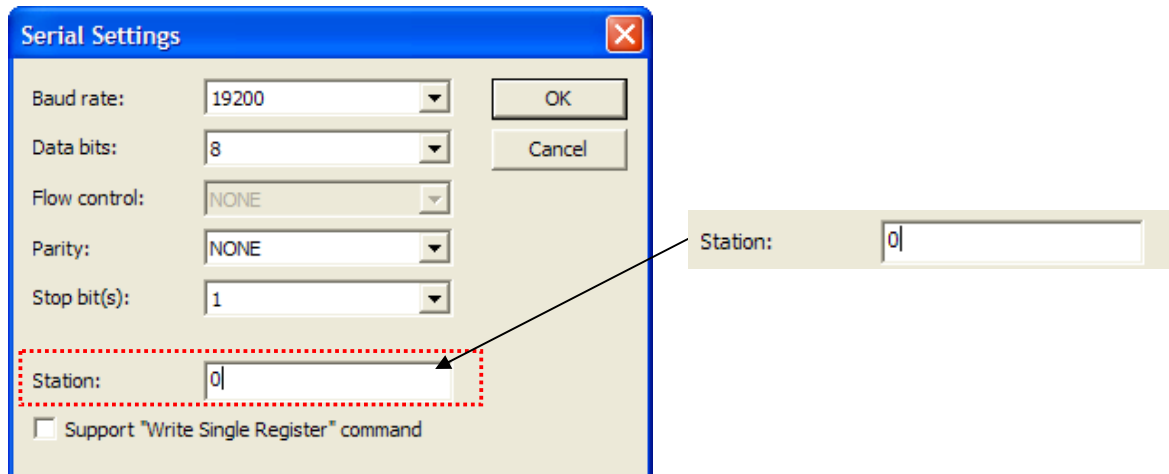 Serial Settings
Baud rate: 19200 OK
Data bits: 8 Cancel
Flow control: NONE
Parity: NONE
Stop bit(s): 1
Station: 0
Station: 0
Support "Write Single Register" command